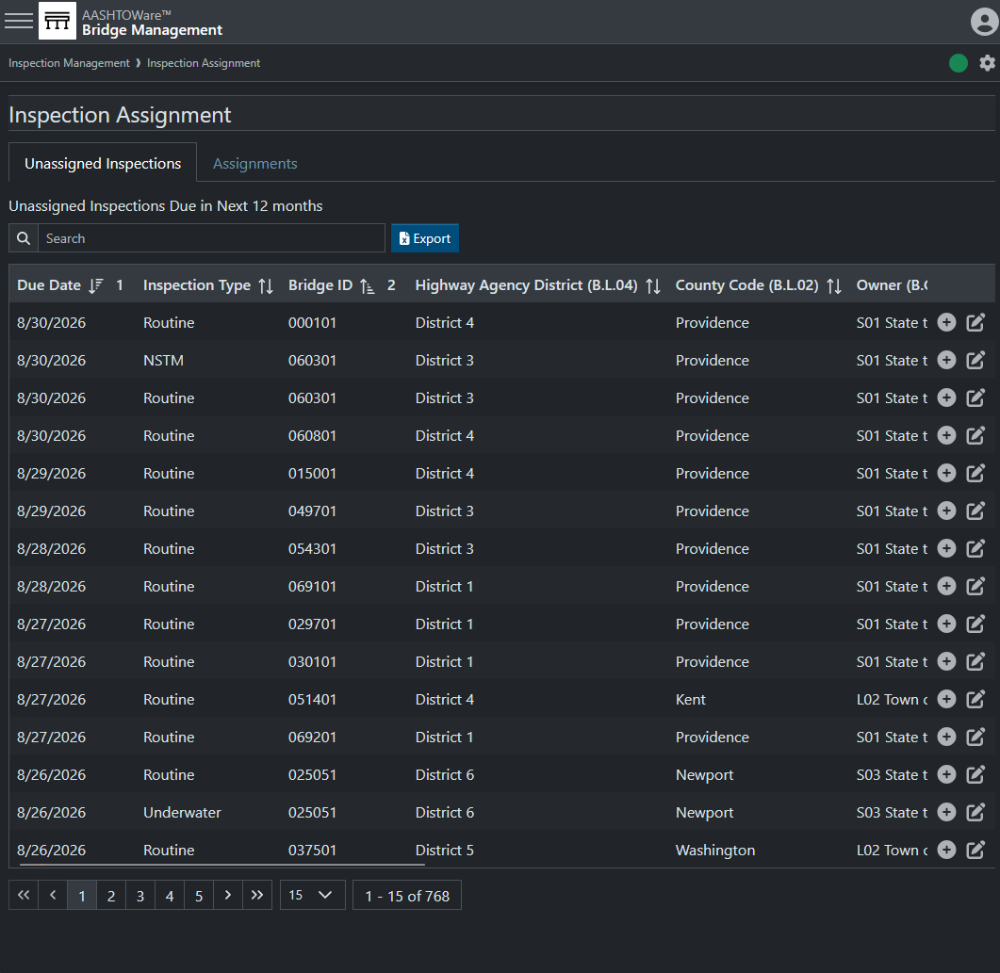 AASHTOWare™
Bridge Management
Inspection Management ❱ Inspection Assignment
Inspection Assignment
Unassigned Inspections Assignments
Unassigned Inspections Due in Next 12 months
Search Export
Due Date 1 Inspection Type Bridge ID 2 Highway Agency District (B.L.04) County Code (B.L.02) Owner (B.C
8/30/2026 Routine 000101 District 4 Providence S01 State t
8/30/2026 NSTM 060301 District 3 Providence S01 State t
8/30/2026 Routine 060301 District 3 Providence S01 State t
8/30/2026 Routine 060801 District 4 Providence S01 State t
8/29/2026 Routine 015001 District 4 Providence S01 State t
8/29/2026 Routine 049701 District 3 Providence S01 State t
8/28/2026 Routine 054301 District 3 Providence S01 State t
8/28/2026 Routine 069101 District 1 Providence S01 State t
8/27/2026 Routine 029701 District 1 Providence S01 State t
8/27/2026 Routine 030101 District 1 Providence S01 State t
8/27/2026 Routine 051401 District 4 Kent L02 Town c
8/27/2026 Routine 069201 District 1 Providence S01 State t
8/26/2026 Routine 025051 District 6 Newport S03 State t
8/26/2026 Underwater 025051 District 6 Newport S03 State t
8/26/2026 Routine 037501 District 5 Washington L02 Town c
« ‹ 1 2 3 4 5 › » 15 1 - 15 of 768